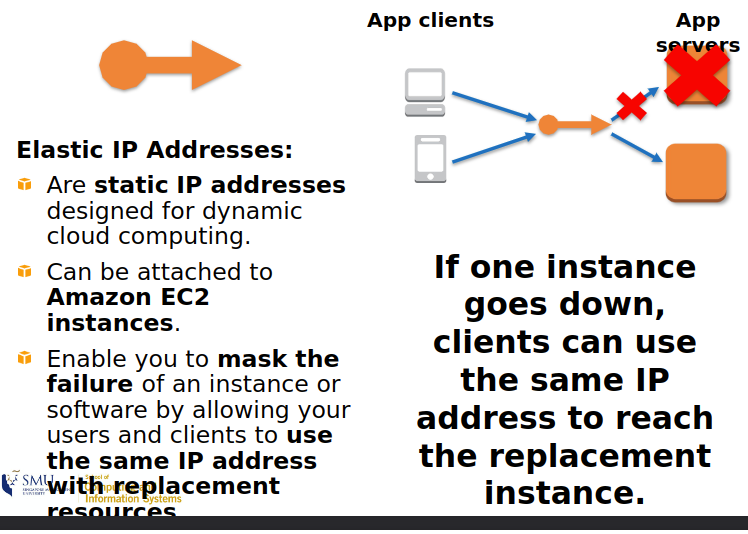 App clients
App
servers
Elastic IP Addresses:
Are static IP addresses
designed for dynamic
cloud computing.
Can be attached to
Amazon EC2
instances.
Enable you to mask the
failure of an instance or
software by allowing your
users and clients to use
the same IP address
with replacement
resources
If one instance
goes down,
clients can use
the same IP
address to reach
the replacement
instance.
SMU
UNIVERSITY
School of
Information Systems